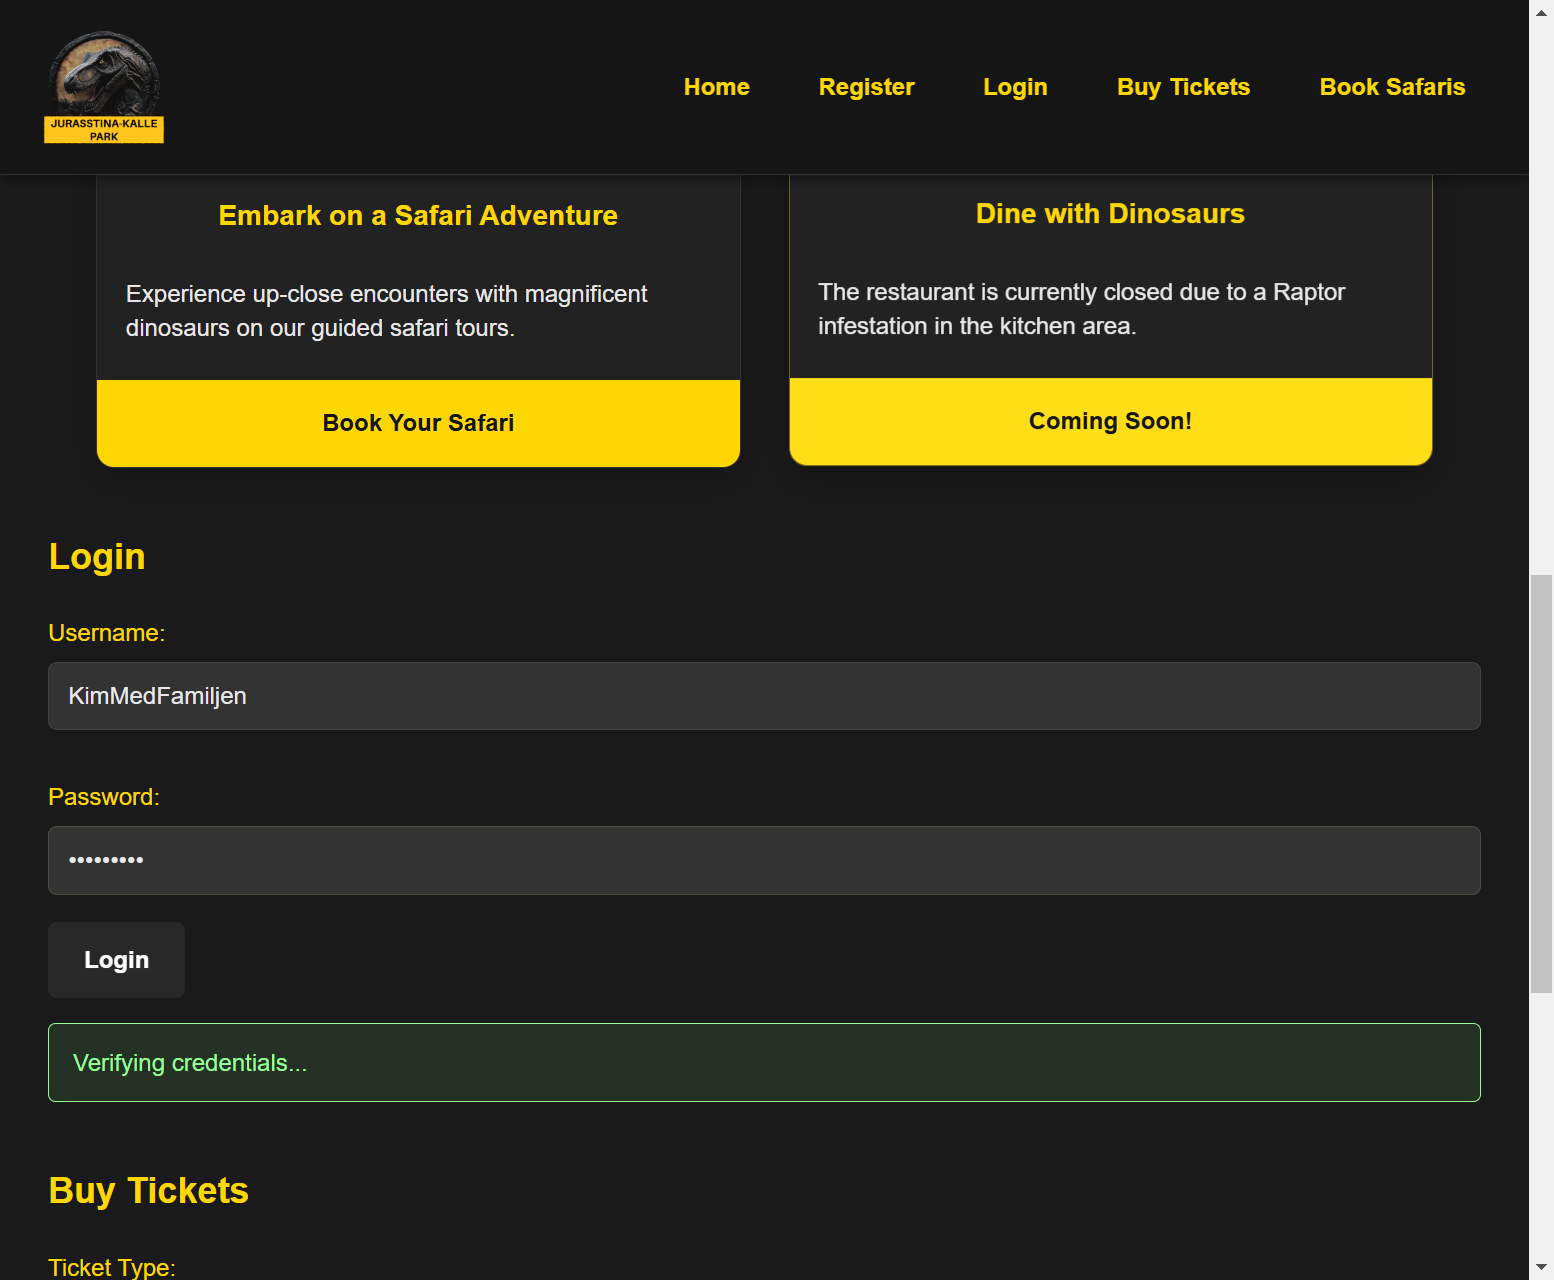 JURASSTINA-KALLE
PARK
Home
Register
Login
Buy Tickets
Book Safaris
Embark on a Safari Adventure
Experience up-close encounters with magnificent
dinosaurs on our guided safari tours.
Book Your Safari
Dine with Dinosaurs
The restaurant is currently closed due to a Raptor
infestation in the kitchen area.
Coming Soon!
Login
Username:
KimMedFamiljen
Password:
•••••••••
Login
Verifying credentials...
Buy Tickets
Ticket Type: